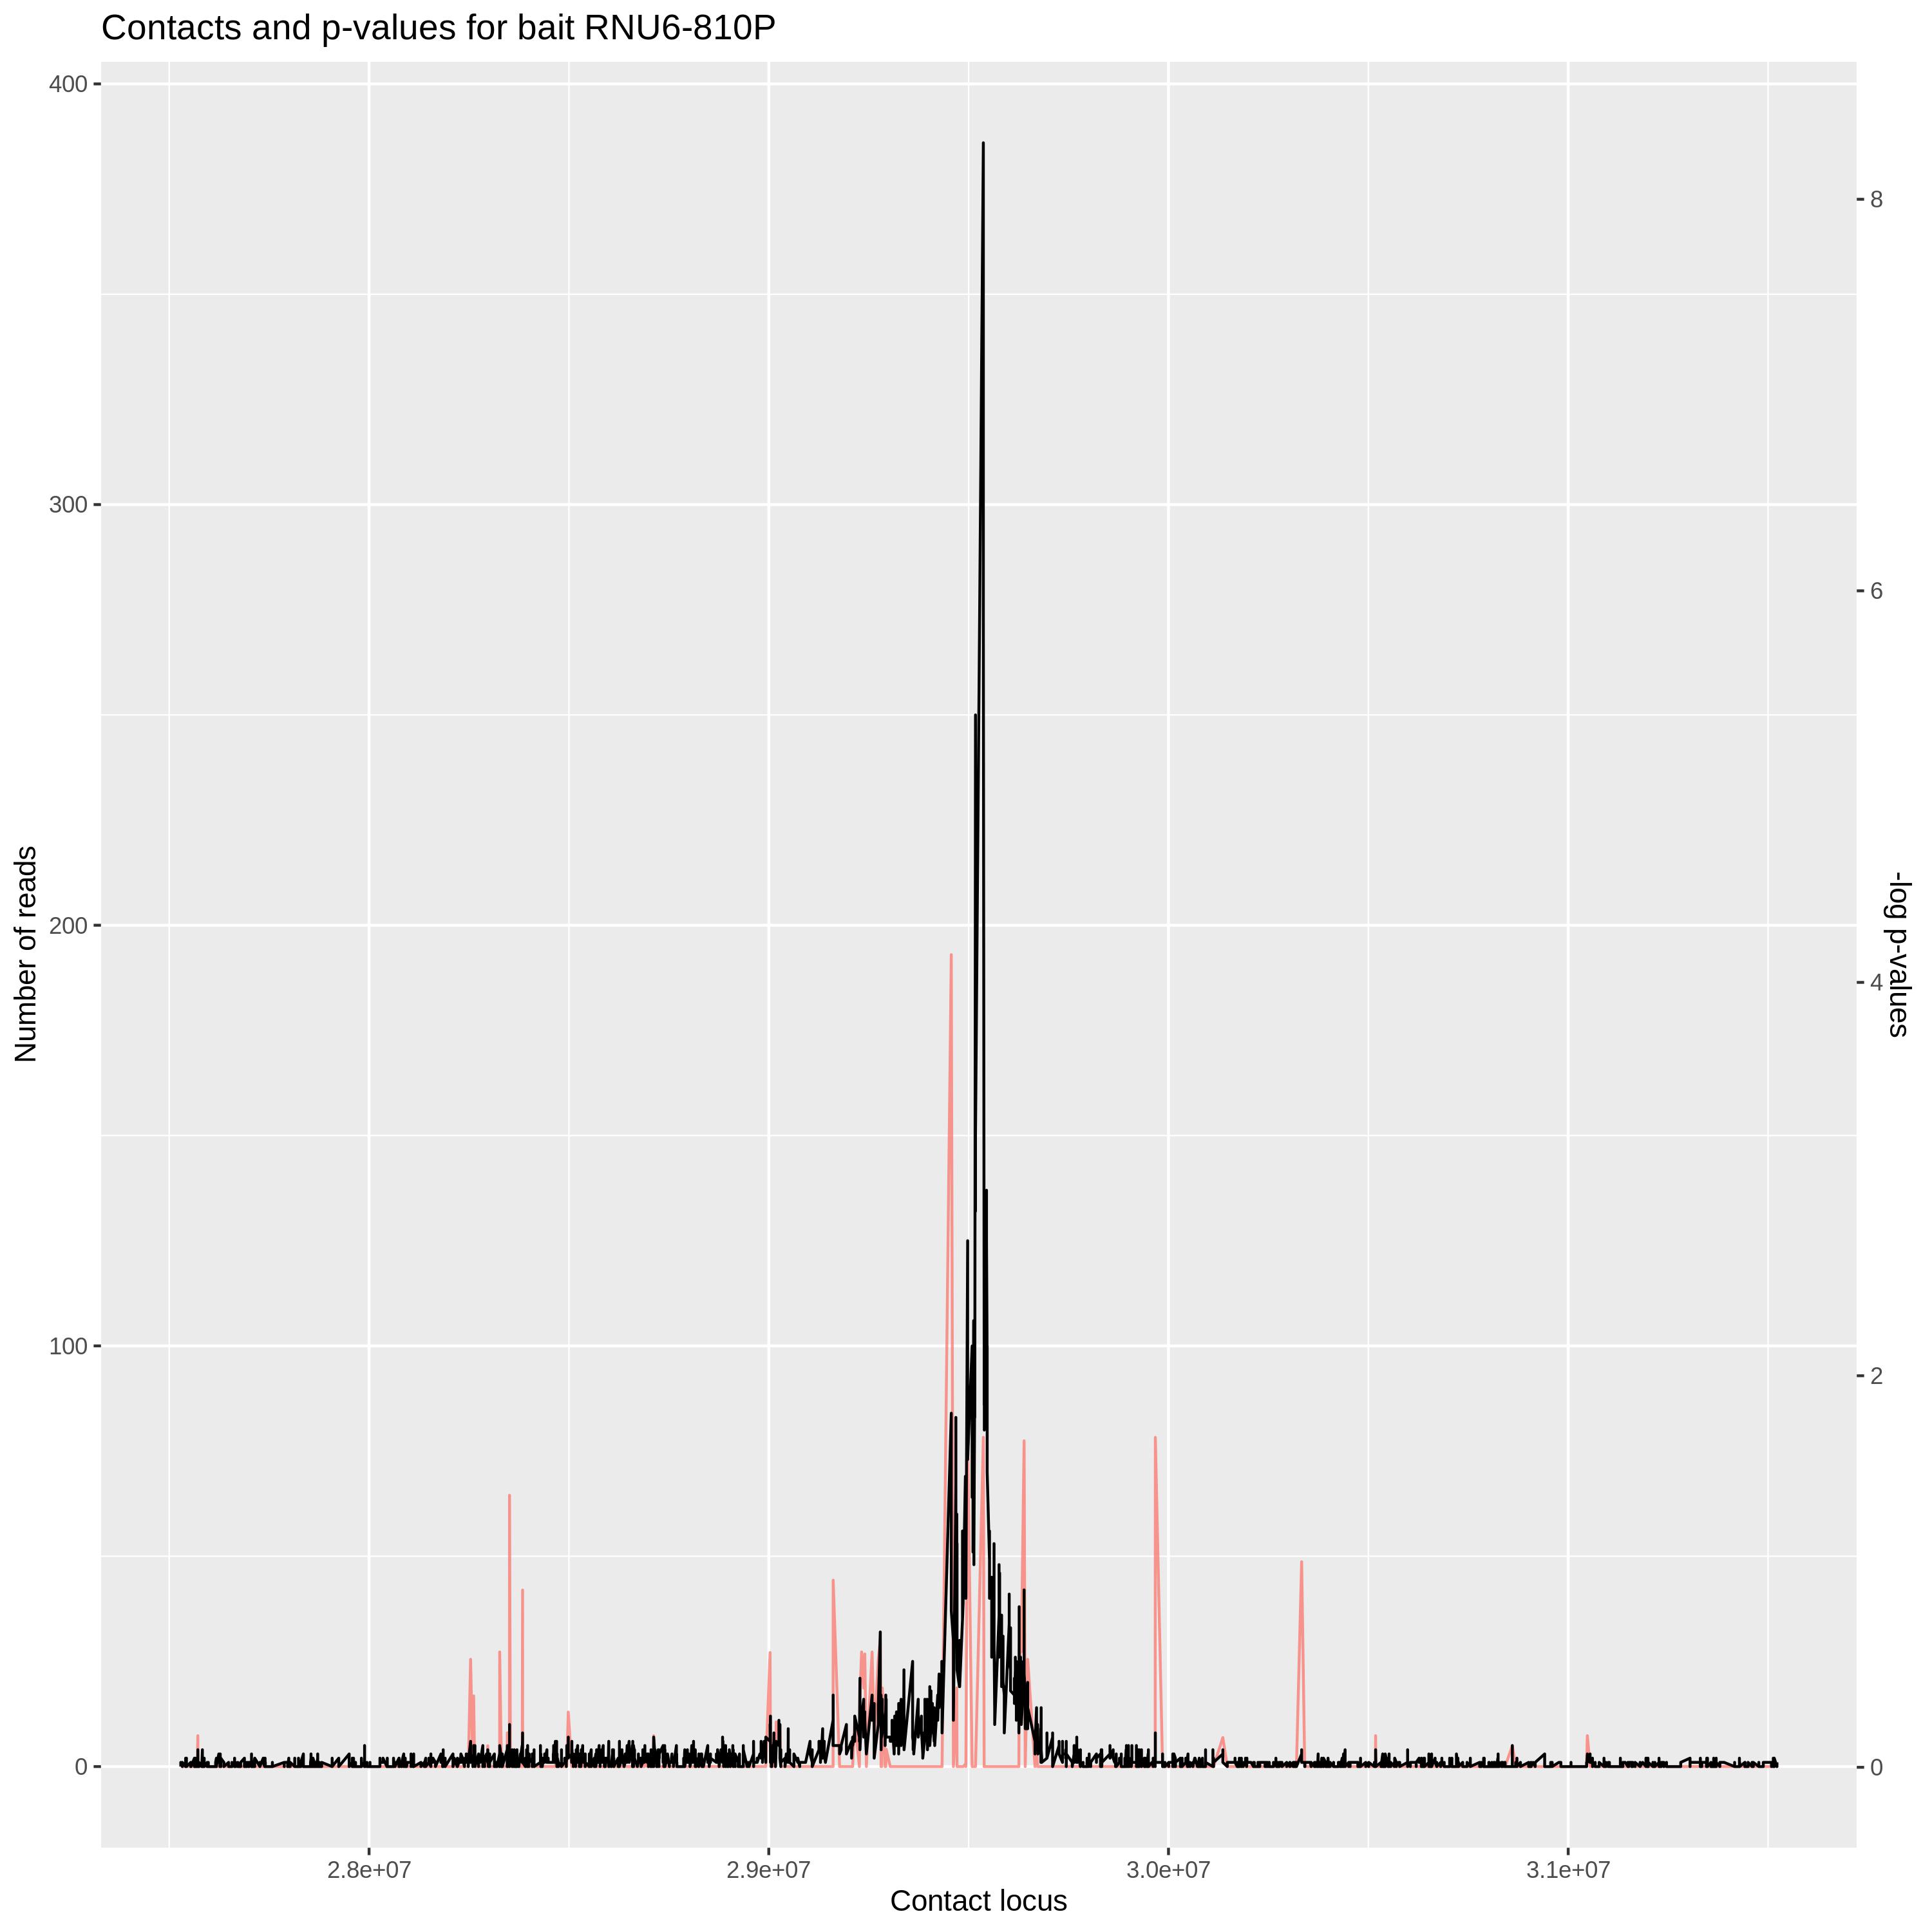 Contacts and p-values for bait RNU6-810P
400
300
200
100
0
Number of reads
8
6
4
2
0
-log p-values
2.8e+07
2.9e+07
3.0e+07
3.1e+07
Contact locus